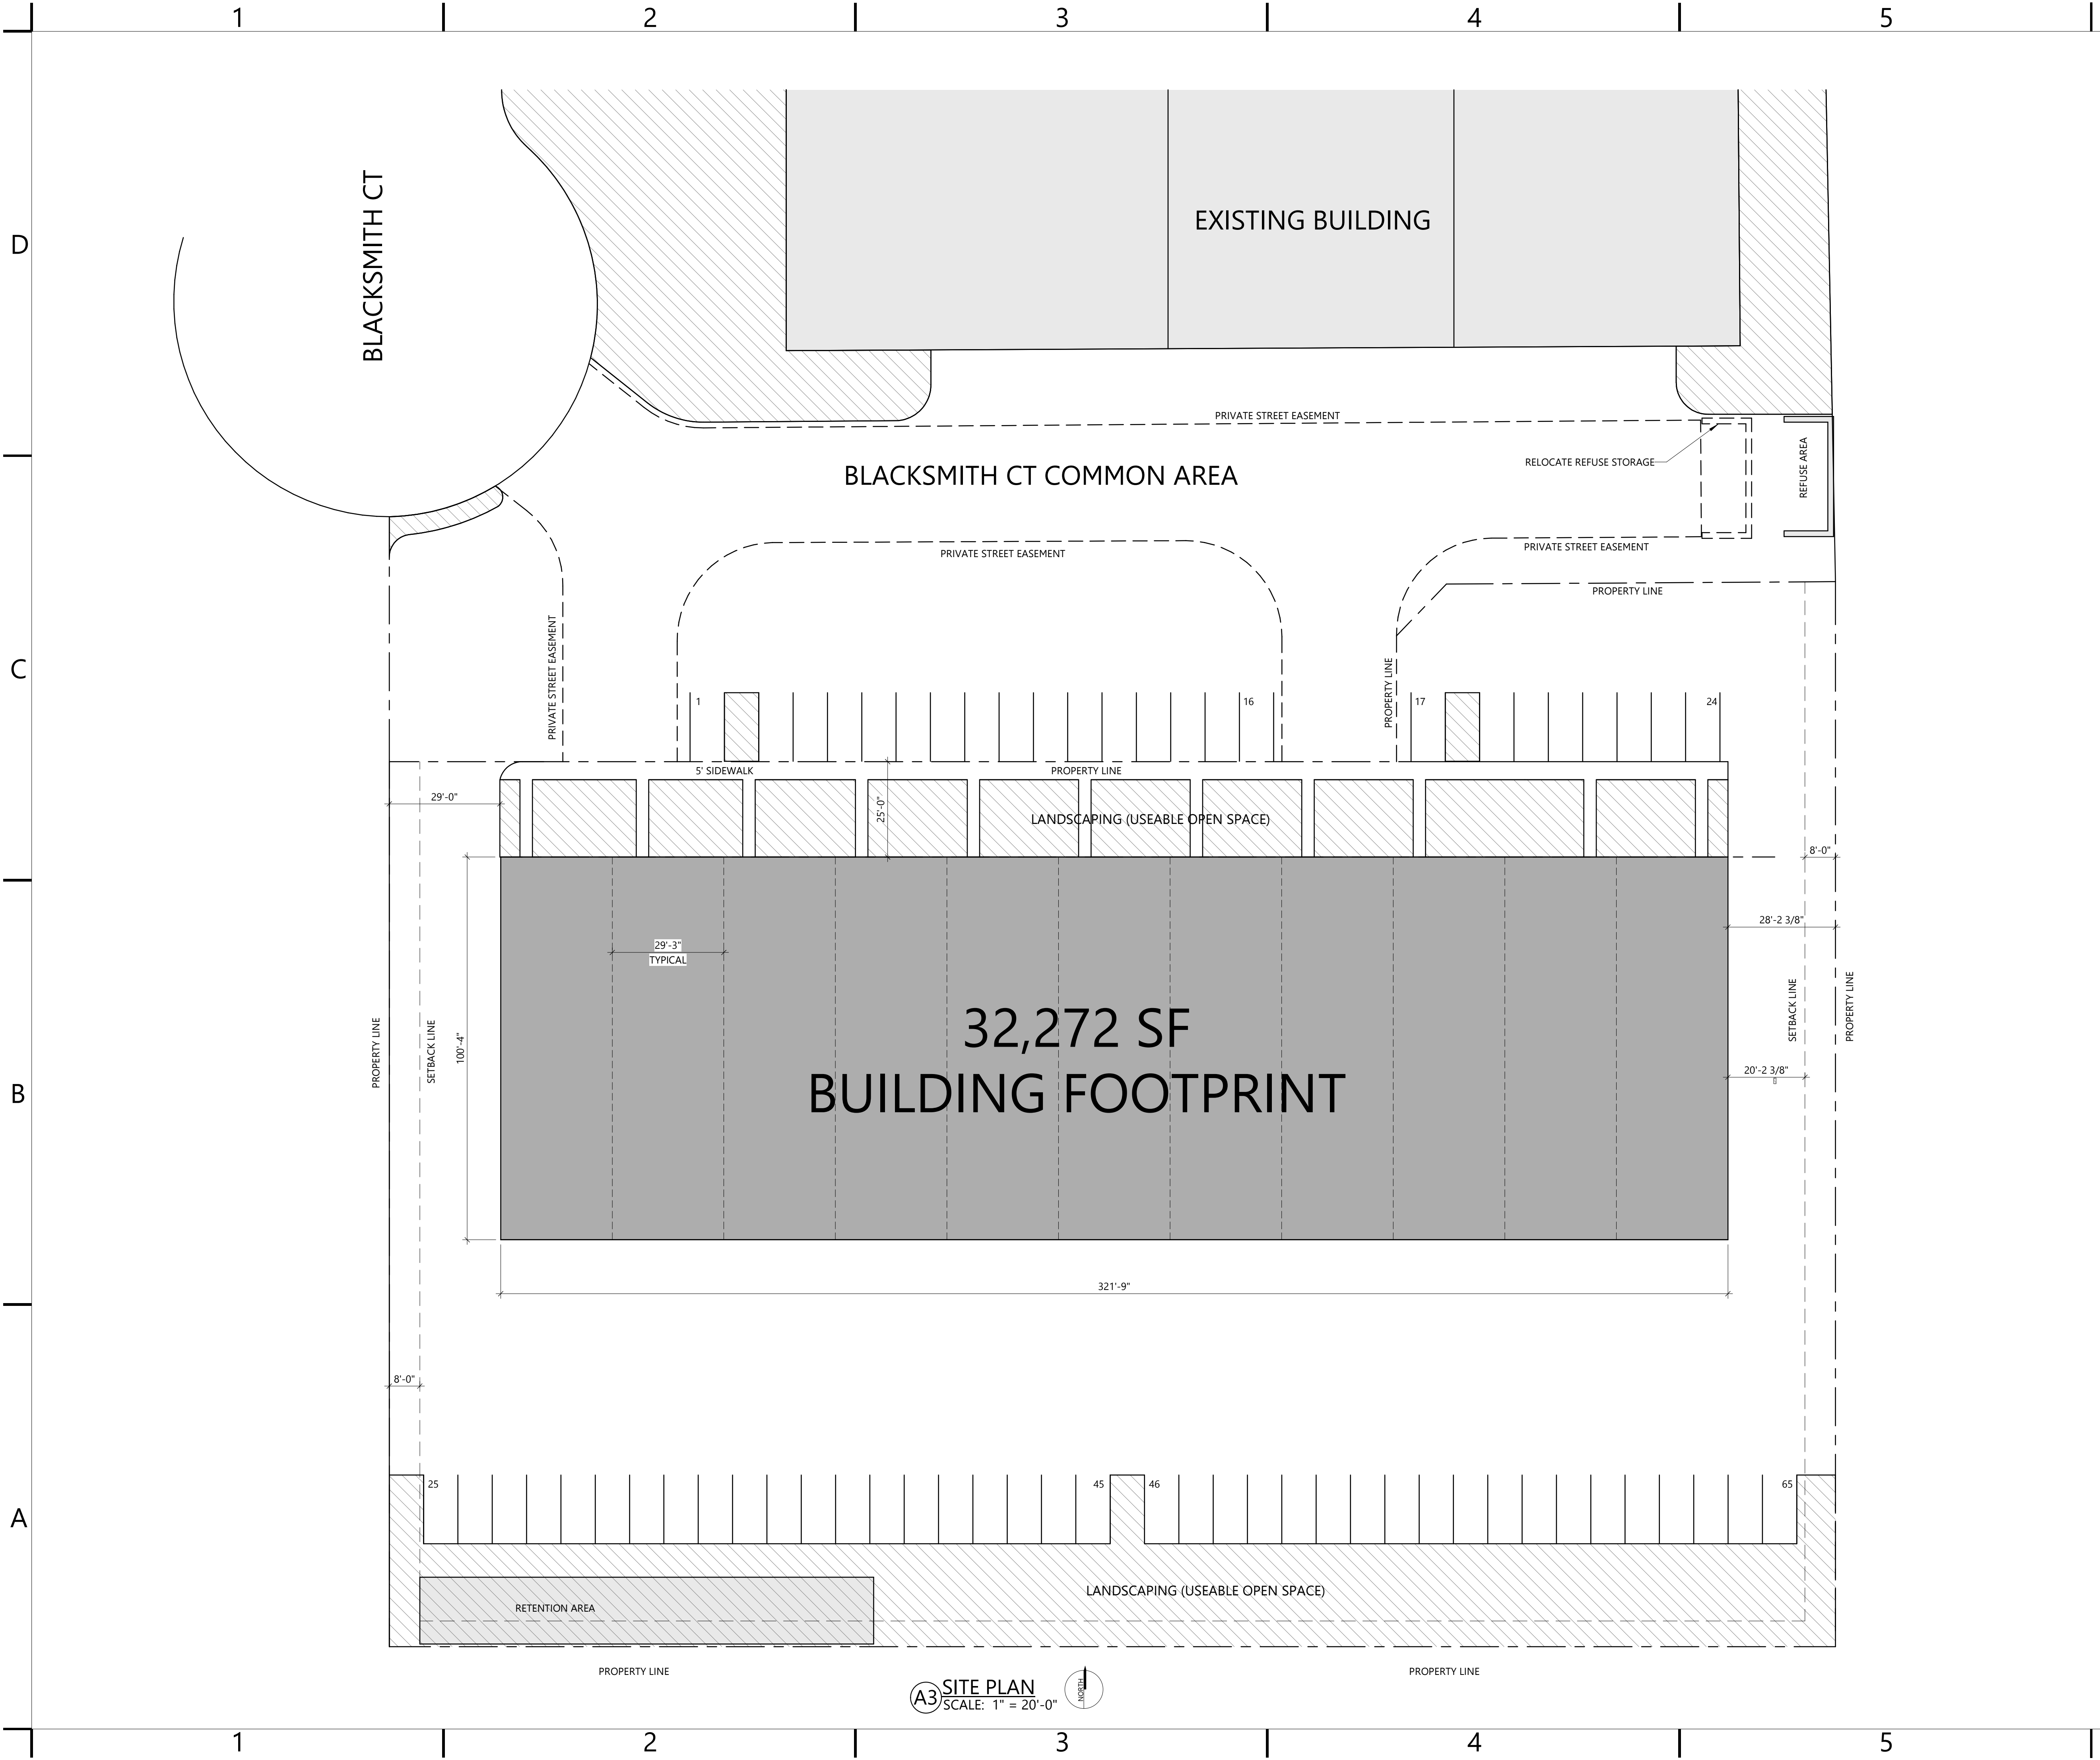 1 2 3 4 5
D
C
B
A
BLACKSMITH CT
EXISTING BUILDING
PRIVATE STREET EASEMENT
RELOCATE REFUSE STORAGE
REFUSE AREA
BLACKSMITH CT COMMON AREA
PRIVATE STREET EASEMENT
PRIVATE STREET EASEMENT
PROPERTY LINE
PRIVATE STREET EASEMENT
PROPERTY LINE
1
16
17
24
5' SIDEWALK
PROPERTY LINE
29'-0"
25'-0"
LANDSCAPING (USEABLE OPEN SPACE)
8'-0"
28'-2 3/8"
29'-3"
TYPICAL
100'-4"
32,272 SF
BUILDING FOOTPRINT
PROPERTY LINE
SETBACK LINE
SETBACK LINE
PROPERTY LINE
20'-2 3/8"
321'-9"
8'-0"
25
45
46
65
LANDSCAPING (USEABLE OPEN SPACE)
RETENTION AREA
PROPERTY LINE
PROPERTY LINE
A3
SITE PLAN
SCALE: 1" = 20'-0"
NORTH
1 2 3 4 5